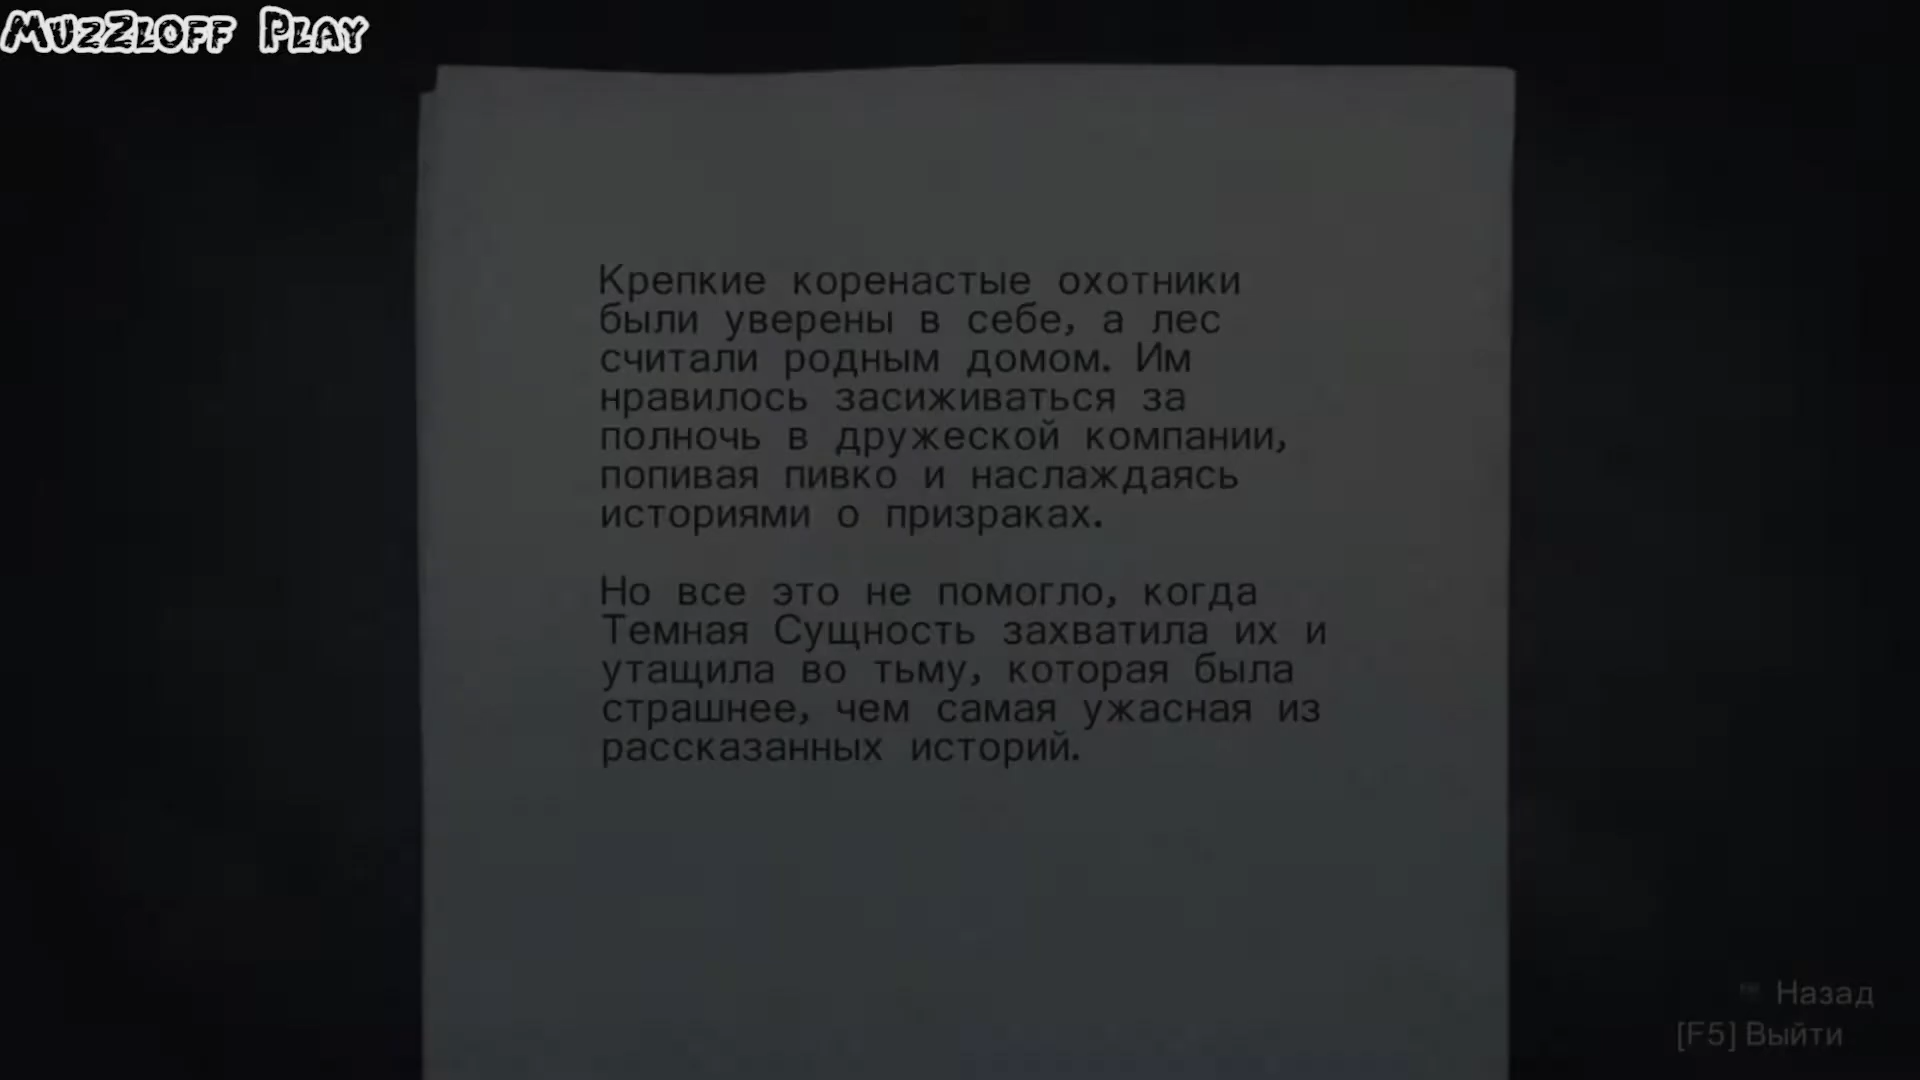 MuzZloff Play
Крепкие коренастые охотники
были уверены в себе, а лес
считали родным домом. Им
нравилось засиживаться за
полночь в дружеской компании,
попивая пивко и наслаждаясь
историями о призраках.
Но все это не помогло, когда
Темная Сущность захватила их и
утащила во тьму, которая была
страшнее, чем самая ужасная из
рассказанных историй.
Назад
[F5] Выйти